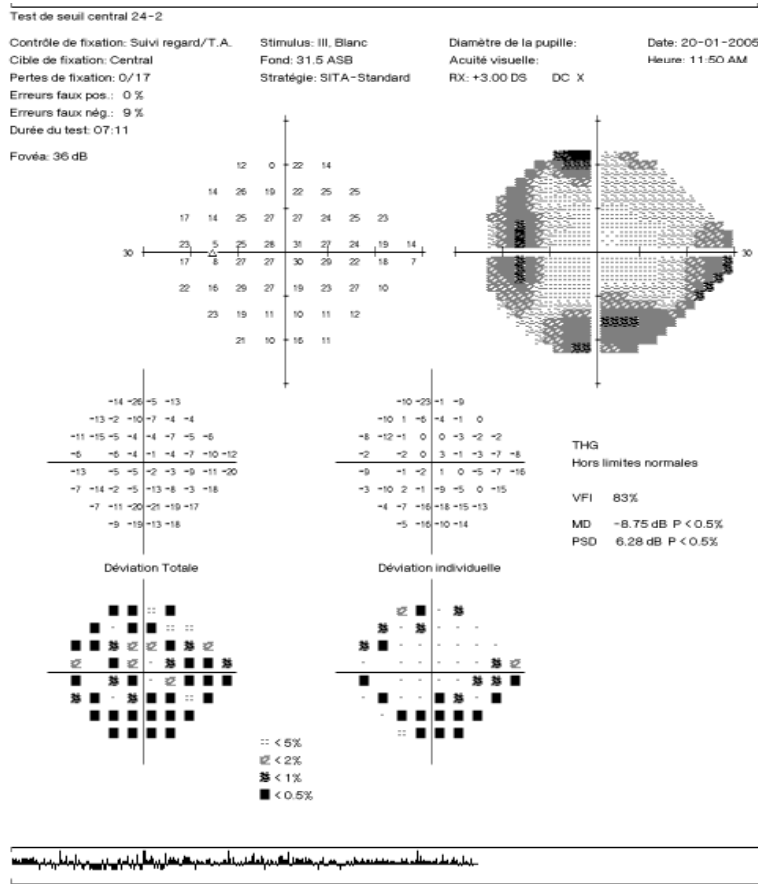 Test de seuil central 24-2
Contrôle de fixation: Suivi regard/T.A. Stimulus: III, Blanc Diamètre de la pupille: Date: 20-01-2005
Cible de fixation: Central Fond: 31.5 ASB Acuité visuelle: Heure: 11:50 AM
Pertes de fixation: 0/17 Stratégie: SITA-Standard RX: +3.00 DS DC X
Erreurs faux pos.: 0 %
Erreurs faux nég.: 9 %
Durée du test: 07:11
Fovéa: 36 dB
12 0 22 14
14 26 19 22 25 25
17 14 25 27 27 24 25 23
23 5 25 28 31 27 24 19 14
30 30
17 8 27 27 30 29 22 18 7
22 16 29 27 19 23 27 10
23 19 11 10 11 12
21 10 16 11
-14 -26 -5 -13 -10 -23 -1 -9
-13 -2 -10 -7 -4 -4 -10 1 -6 -4 -1 0
-11 -15 -5 -4 -4 -7 -5 -6 -8 -12 -1 0 0 -3 -2 -2
-6 -6 -4 -1 -4 -7 -10 -12 -2 -2 0 3 -1 -3 -7 -8
-13 -5 -5 -2 -3 -9 -11 -20 -9 -1 -2 1 0 -5 -7 -16
-7 -14 -2 -5 -13 -8 -3 -18 -3 -10 2 -1 -9 -5 0 -15
-7 -11 -20 -21 -19 -17 -4 -7 -16 -18 -15 -13
-9 -19 -13 -18 -5 -16 -10 -14
THG
Hors limites normales
VFI 83%
MD -8.75 dB P < 0.5%
PSD 6.28 dB P < 0.5%
Déviation Totale Déviation individuelle
< 5%
< 2%
< 1%
< 0.5%